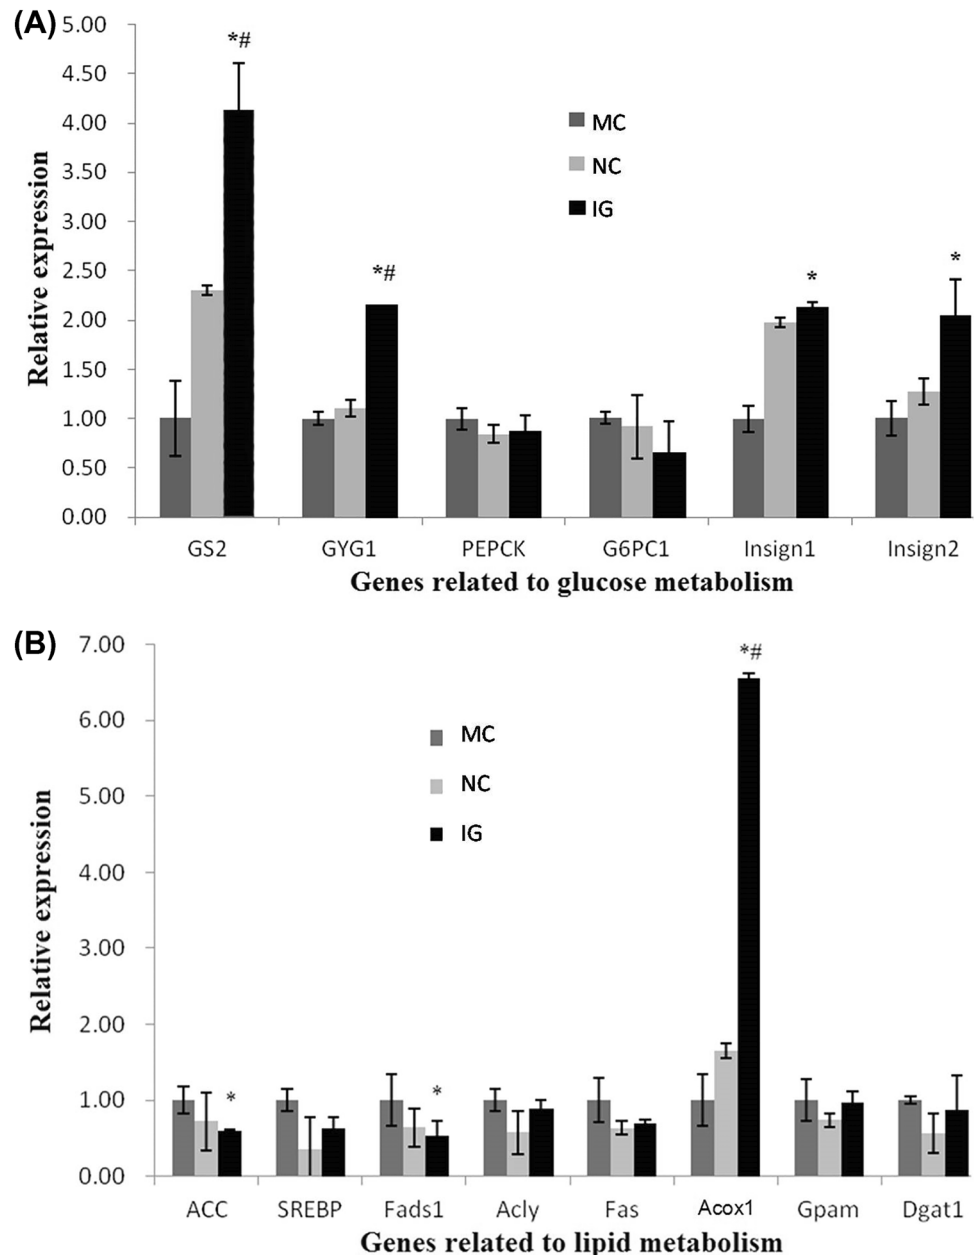 (A)
Relative expression
5.00
4.50
4.00
3.50
3.00
2.50
2.00
1.50
1.00
0.50
0.00
*#
*#
*
*
MC
NC
IG
GS2 GYG1 PEPCK G6PC1 Insign1 Insign2
Genes related to glucose metabolism
(B)
Relative expression
7.00
6.00
5.00
4.00
3.00
2.00
1.00
0.00
*
*
*#
MC
NC
IG
ACC SREBP Fads1 Acly Fas Acox1 Gpam Dgat1
Genes related to lipid metabolism